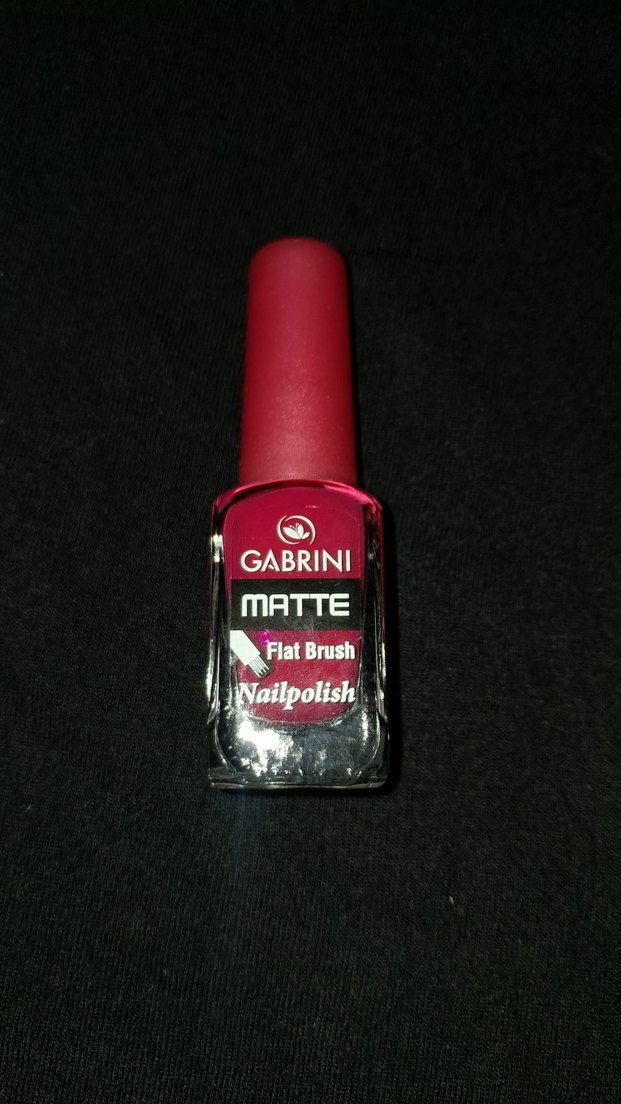 GABRINI
MATTE
Flat Brush
Nailpolish